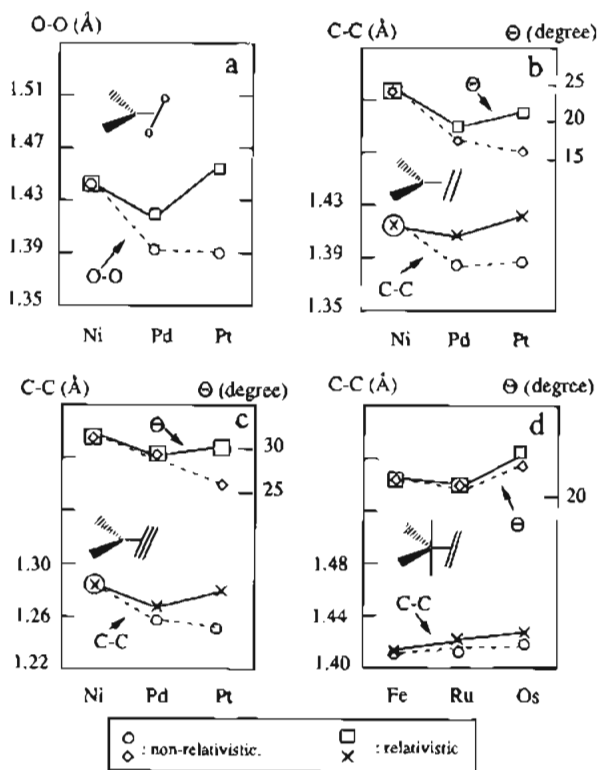 O-O (Å)
a
1.51
1.47
1.43
1.39
1.35
O
O
O-O
Ni Pd Pt
C-C (Å) Θ (degree)
b
25
20
15
Θ
1.43
1.39
1.35
C-C
Ni Pd Pt
C-C (Å) Θ (degree)
c
Θ
30
25
1.30
1.26
1.22
C-C
Ni Pd Pt
C-C (Å) Θ (degree)
d
20
Θ
1.48
1.44
1.40
C-C
Fe Ru Os
: non-relativistic. : relativistic